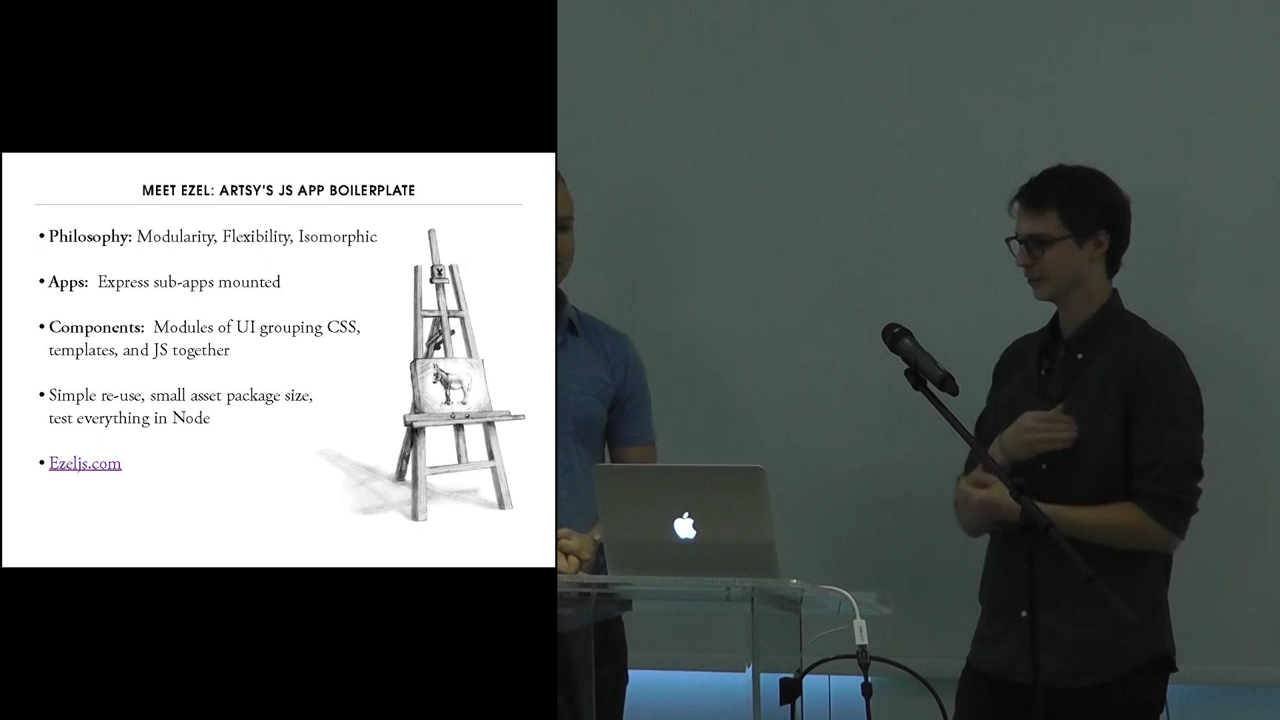 MEET EZEL: ARTSY'S JS APP BOILERPLATE
• Philosophy: Modularity, Flexibility, Isomorphic
• Apps: Express sub-apps mounted
• Components: Modules of UI grouping CSS,
templates, and JS together
• Simple re-use, small asset package size,
test everything in Node
• Ezeljs.com